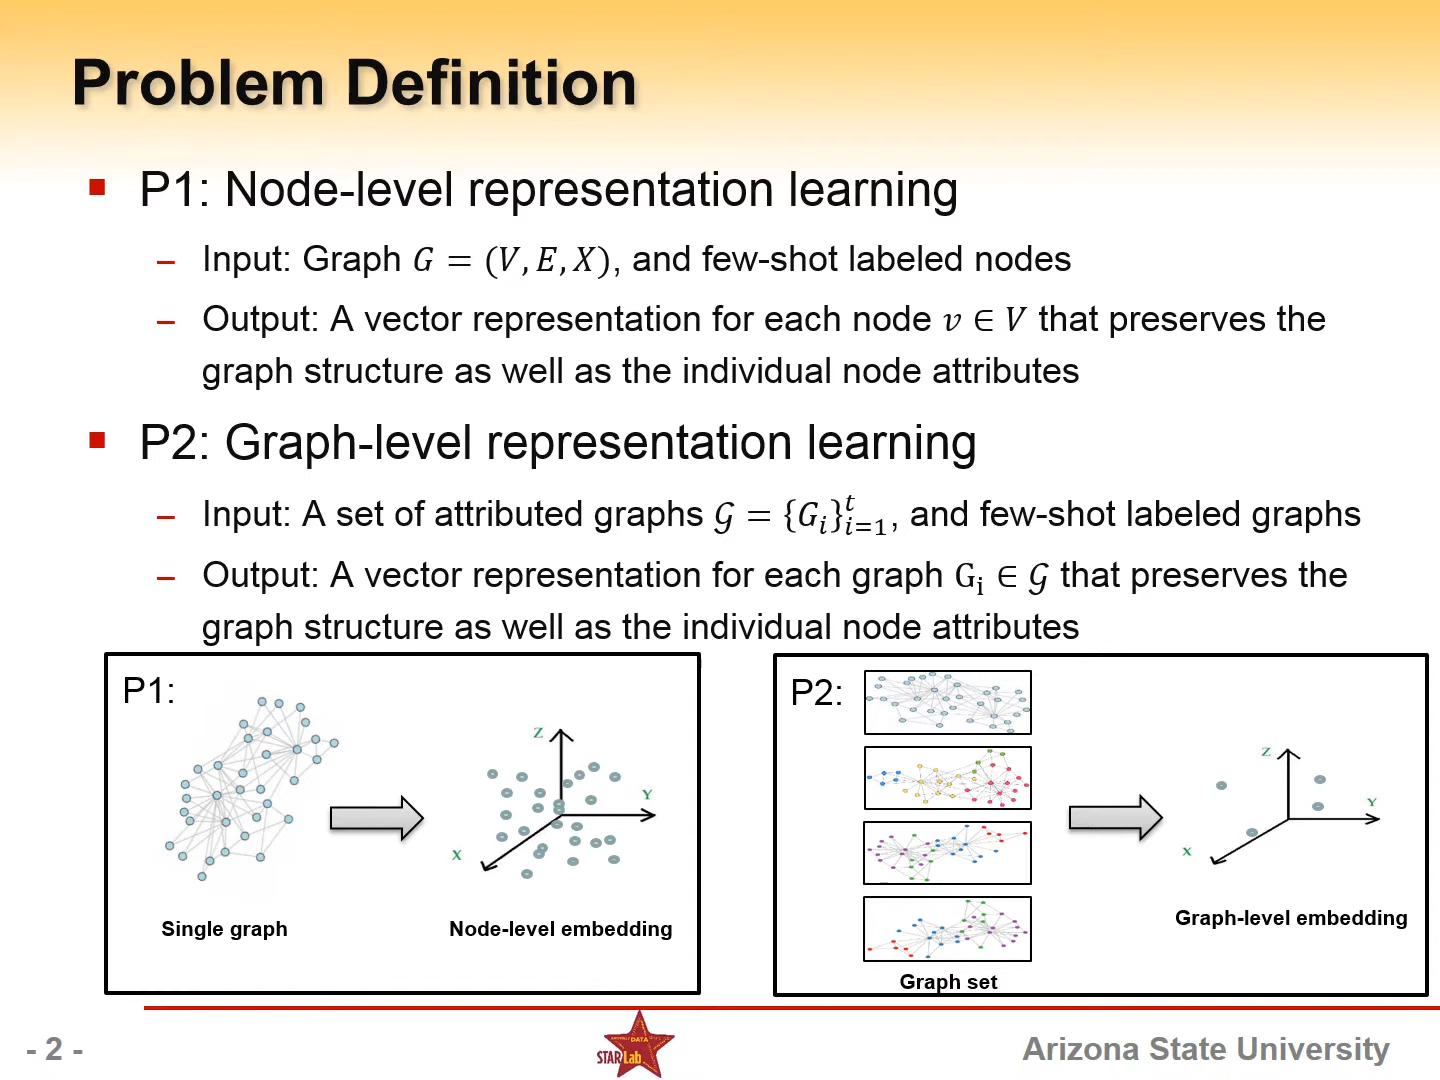 Problem Definition
P1: Node-level representation learning
– Input: Graph G = (V, E, X), and few-shot labeled nodes
– Output: A vector representation for each node v ∈ V that preserves the
graph structure as well as the individual node attributes
P2: Graph-level representation learning
– Input: A set of attributed graphs 𝒢 = {G_i}_{i=1}^t, and few-shot labeled graphs
– Output: A vector representation for each graph G_i ∈ 𝒢 that preserves the
graph structure as well as the individual node attributes
P1:
Z
Y
X
Single graph
Node-level embedding
P2:
Z
Y
X
Graph-level embedding
Graph set
- 2 -
DATA
STAR Lab
Arizona State University